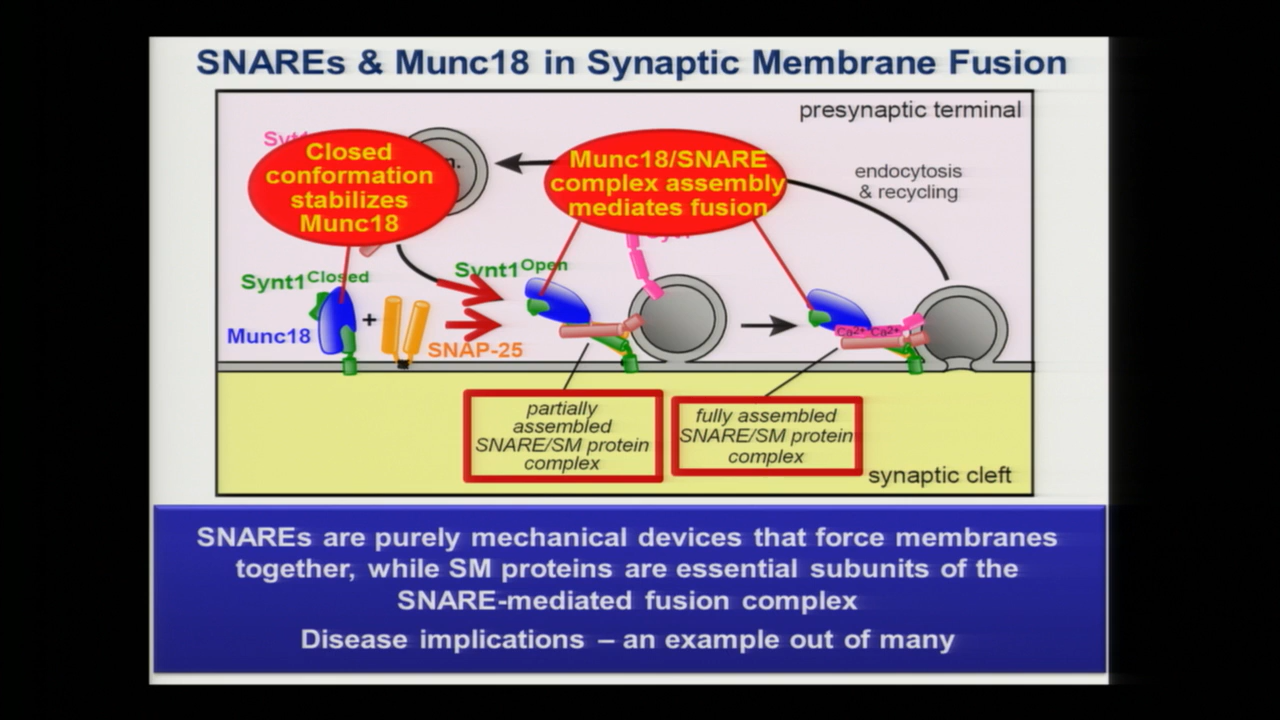 SNAREs & Munc18 in Synaptic Membrane Fusion
presynaptic terminal
Closed
conformation
stabilizes
Munc18
Munc18/SNARE
complex assembly
mediates fusion
endocytosis
& recycling
Synt1Closed
Synt1Open
Munc18
+
SNAP-25
Ca2+ Ca2+
partially
assembled
SNARE/SM protein
complex
fully assembled
SNARE/SM protein
complex
synaptic cleft
SNAREs are purely mechanical devices that force membranes
together, while SM proteins are essential subunits of the
SNARE-mediated fusion complex
Disease implications – an example out of many